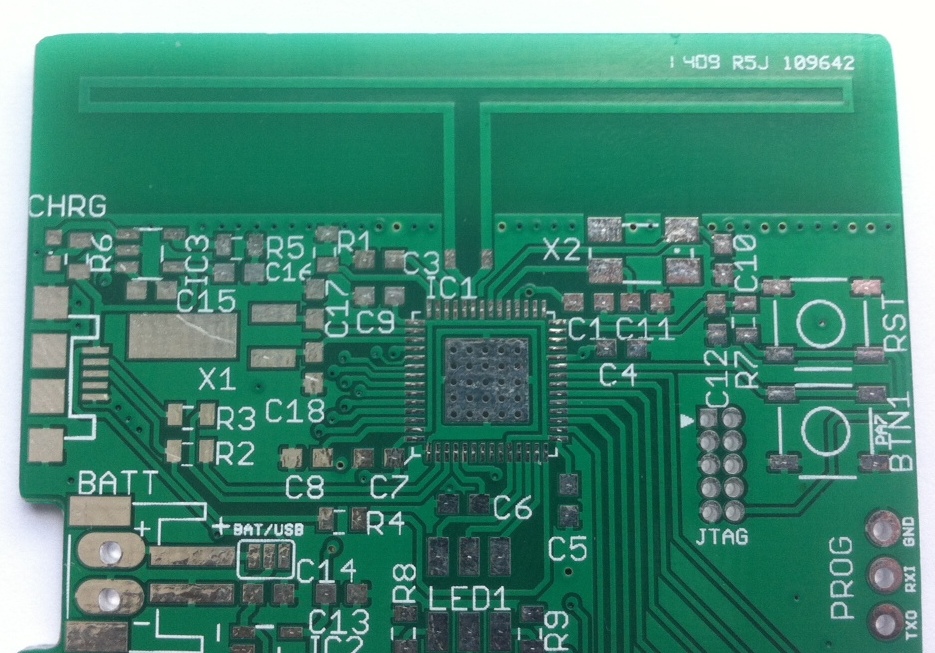 1409 R5J 109642
CHRG
R6
IC3
R5
C16
R1
C3
X2
C10
C15
C17
C9
IC1
C1
C11
RST
X1
C4
C12
R7
R3
C18
R2
BTN1
PA7
BATT
C8
C7
+
+
BAT/USB
R4
C6
C5
JTAG
PROG
GND
RXI
TXO
C14
R8
LED1
C13
R9
IC2
-